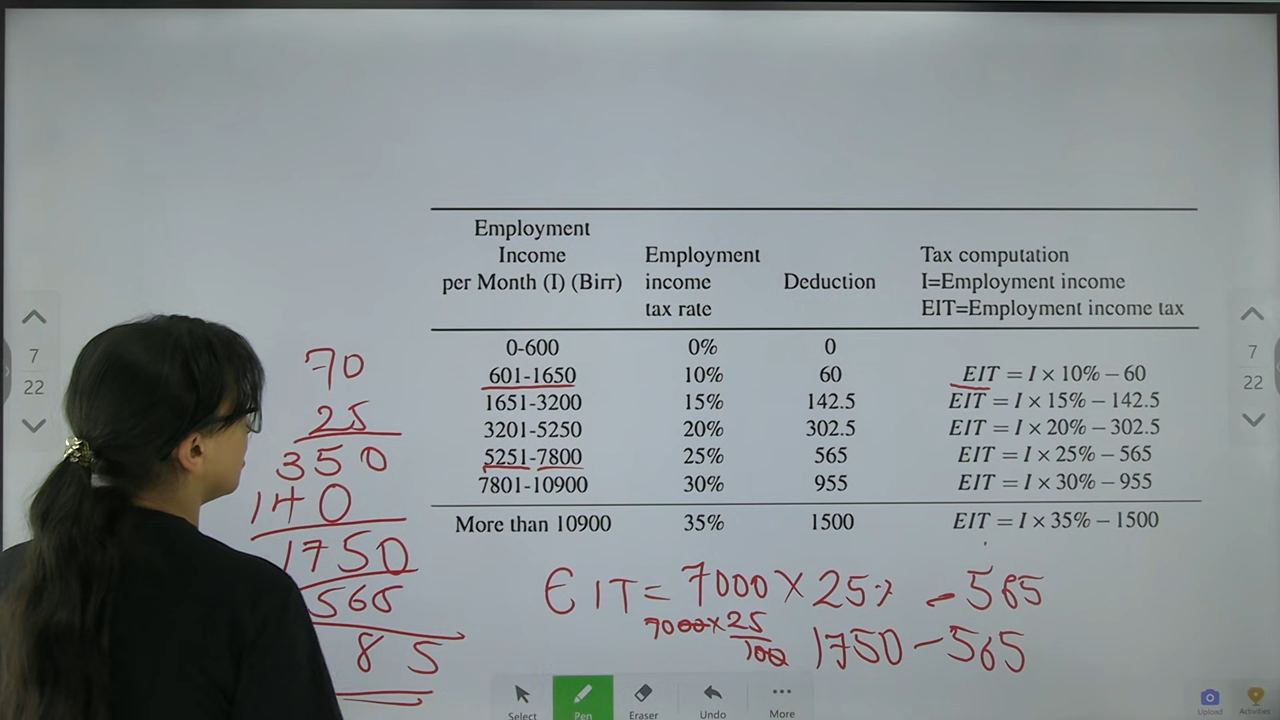 Employment Income per Month (I) (Birr) Employment income tax rate Deduction Tax computation I=Employment income EIT=Employment income tax
0-600 0% 0
601-1650 10% 60 EIT = I × 10% − 60
1651-3200 15% 142.5 EIT = I × 15% − 142.5
3201-5250 20% 302.5 EIT = I × 20% − 302.5
5251-7800 25% 565 EIT = I × 25% − 565
7801-10900 30% 955 EIT = I × 30% − 955
More than 10900 35% 1500 EIT = I × 35% − 1500
70
25
350
140
1750
565
85
EIT = 7000 × 25% - 565
7000 × 25/100
1750 - 565
7
22
7
22
Select Pen Eraser Undo More
Upload Activities